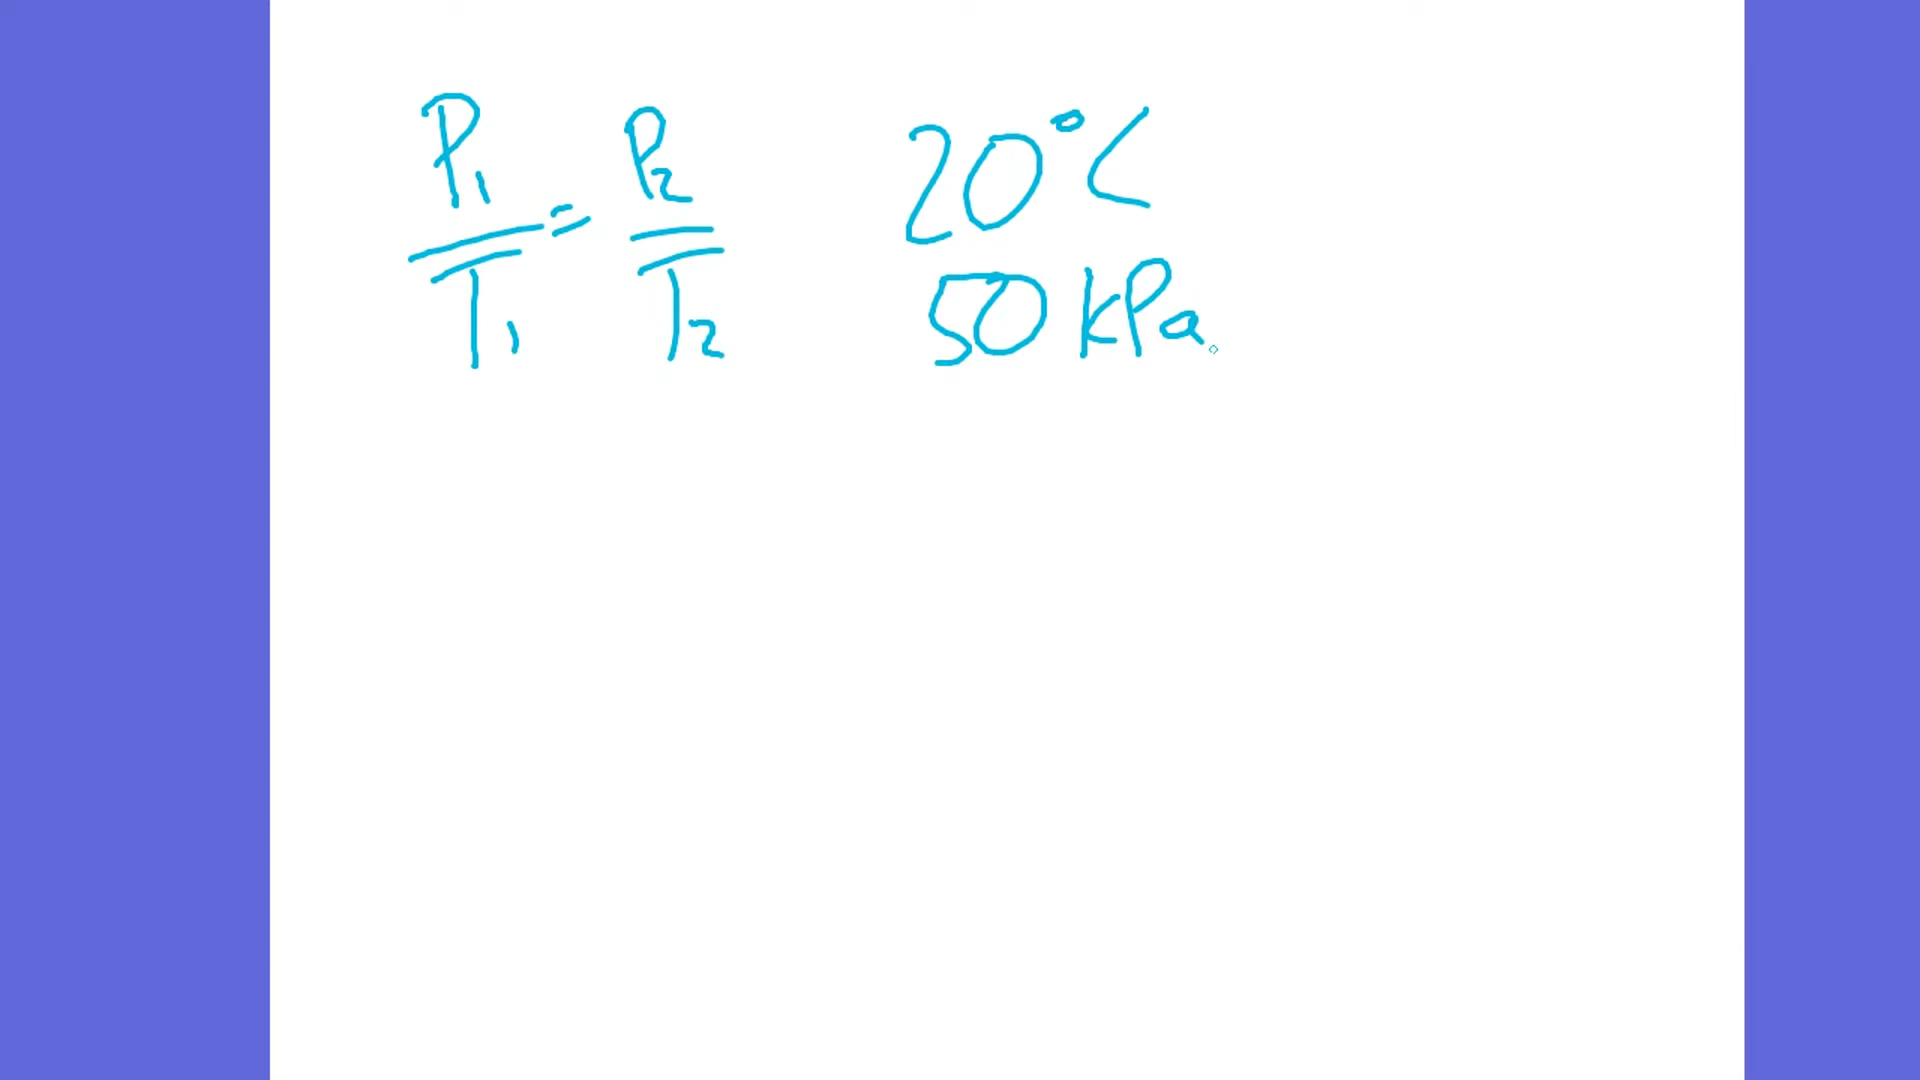 P₁/T₁ = P₂/T₂
20°C
50 kPa.